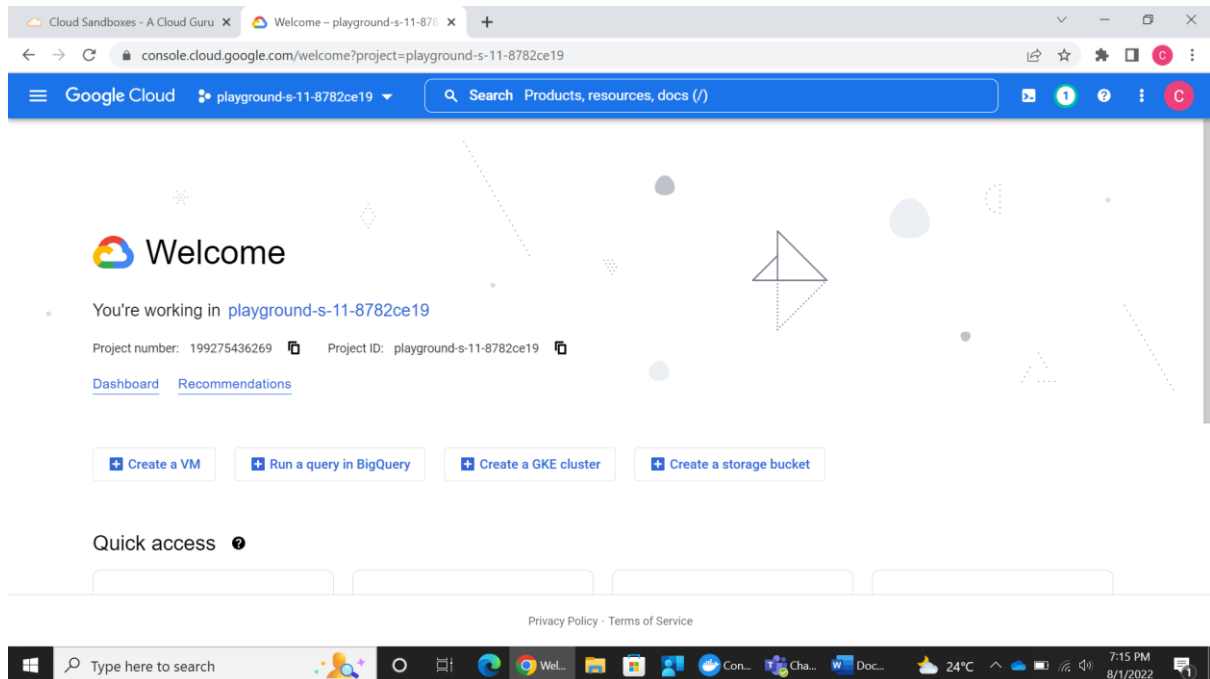 Cloud Sandboxes - A Cloud Guru
Welcome – playground-s-11-878
console.cloud.google.com/welcome?project=playground-s-11-8782ce19
C
Google Cloud playground-s-11-8782ce19 Search Products, resources, docs (/) 1 C
Welcome
You're working in playground-s-11-8782ce19
Project number: 199275436269 Project ID: playground-s-11-8782ce19
Dashboard Recommendations
Create a VM Run a query in BigQuery Create a GKE cluster Create a storage bucket
Quick access
Privacy Policy · Terms of Service
Type here to search Wel... Con... Cha... Doc... 24°C 7:15 PM
8/1/2022 1